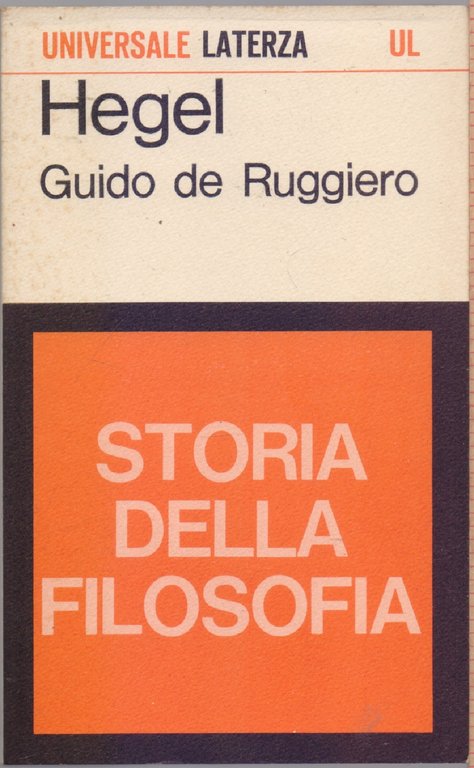 UNIVERSALE LATERZA UL
Hegel
Guido de Ruggiero
STORIA
DELLA
FILOSOFIA